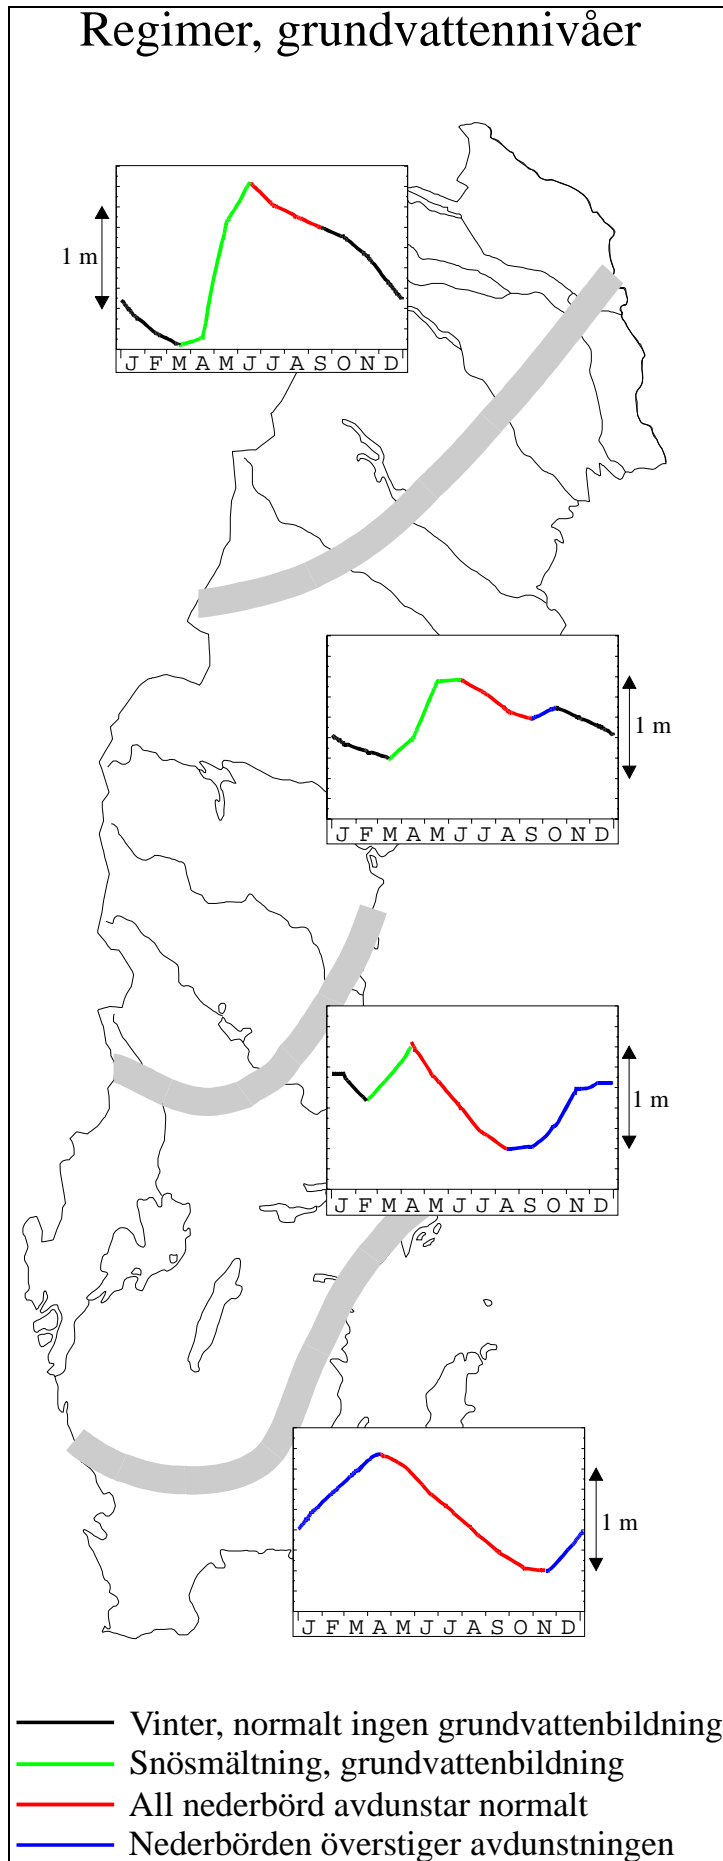 Regimer, grundvattennivåer
1 m
J F M A M J J A S O N D
1 m
J F M A M J J A S O N D
1 m
J F M A M J J A S O N D
1 m
J F M A M J J A S O N D
Vinter, normalt ingen grundvattenbildning
Snösmältning, grundvattenbildning
All nederbörd avdunstar normalt
Nederbörden överstiger avdunstningen